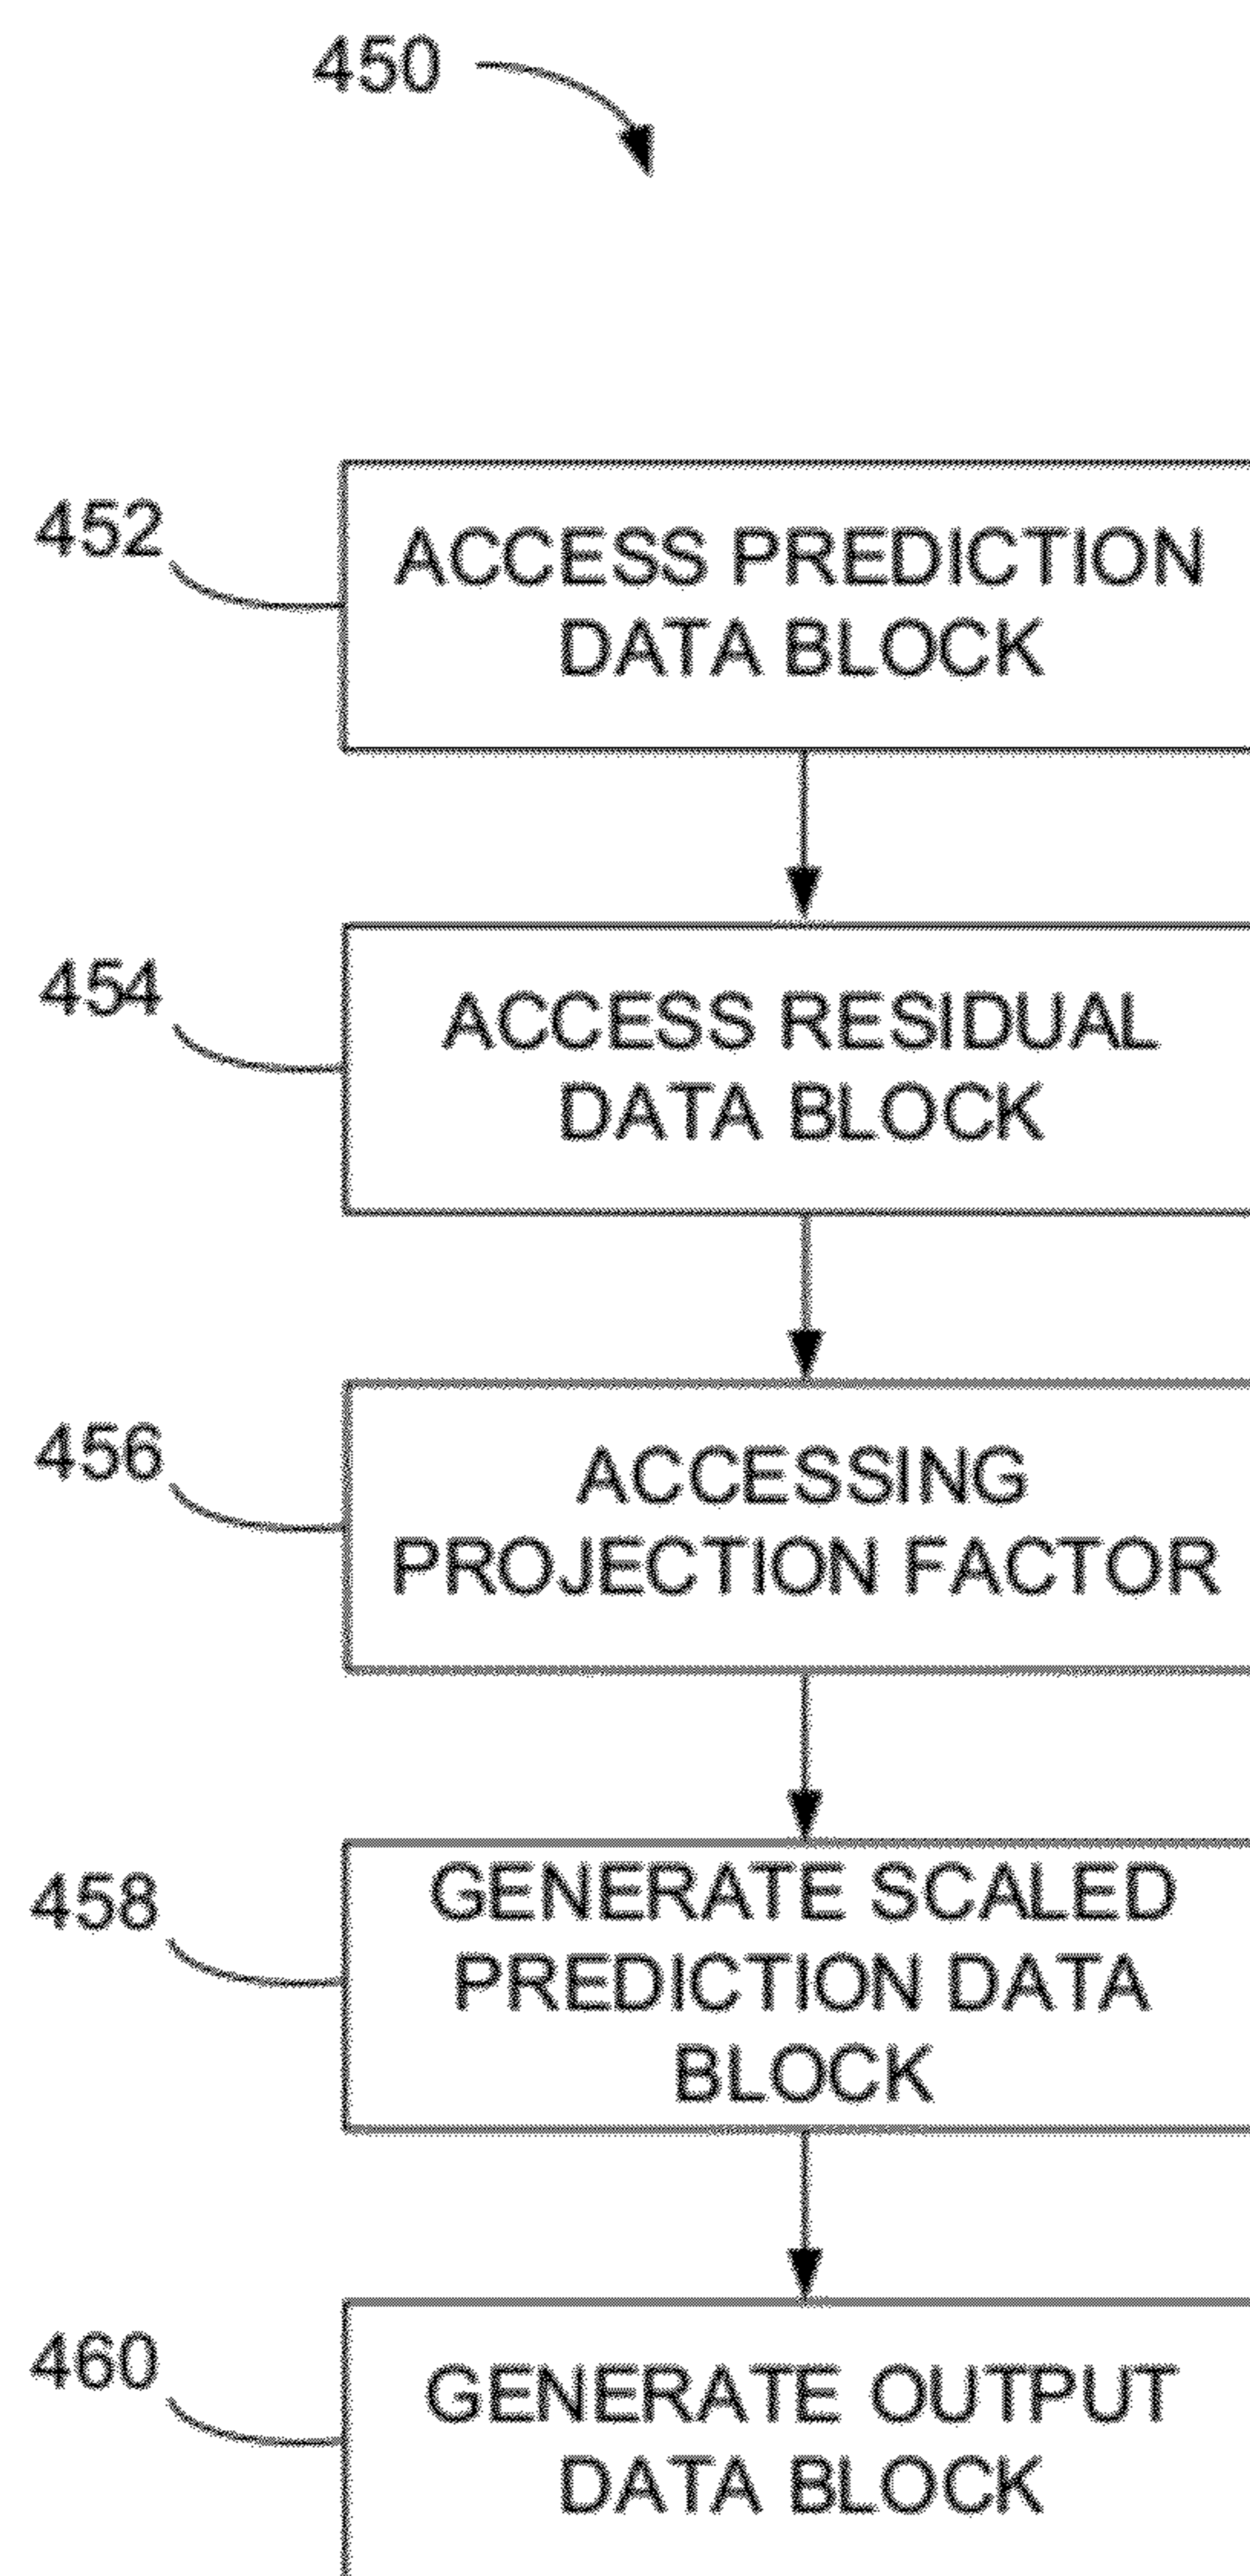 450
452
ACCESS PREDICTION
DATA BLOCK
454
ACCESS RESIDUAL
DATA BLOCK
456
ACCESSING
PROJECTION FACTOR
458
GENERATE SCALED
PREDICTION DATA
BLOCK
460
GENERATE OUTPUT
DATA BLOCK